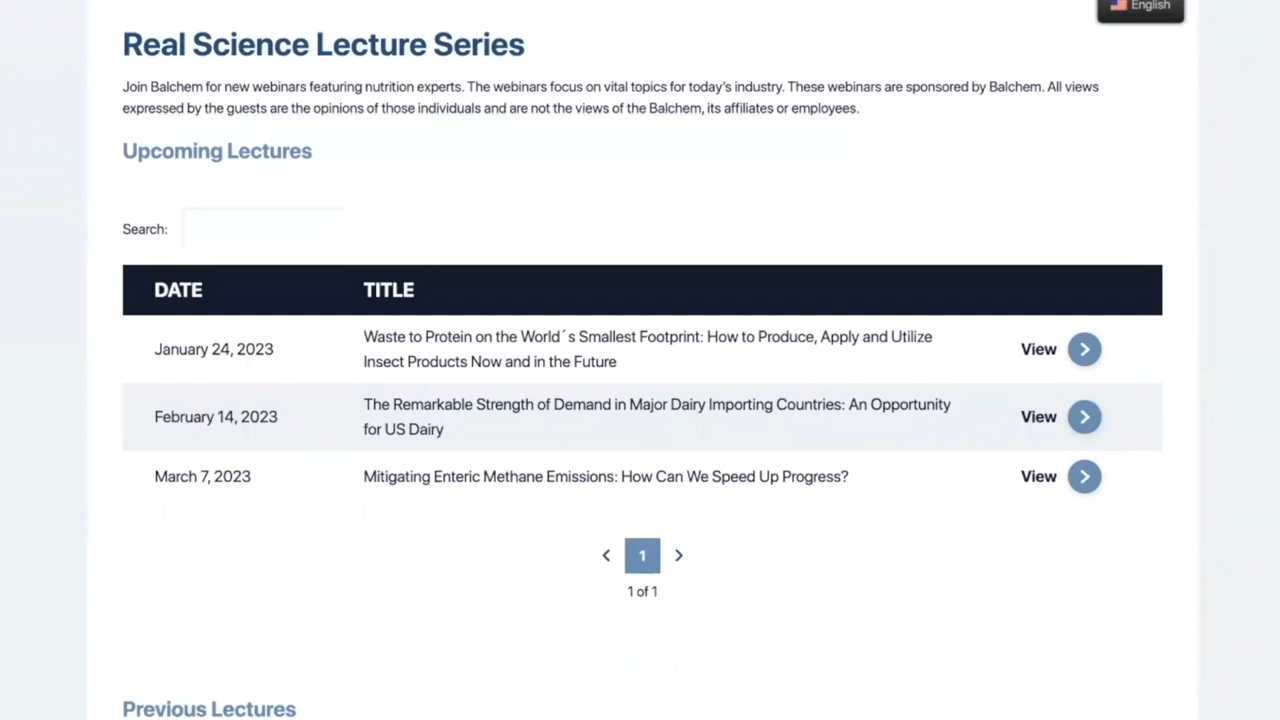 English
Real Science Lecture Series
Join Balchem for new webinars featuring nutrition experts. The webinars focus on vital topics for today's industry. These webinars are sponsored by Balchem. All views
expressed by the guests are the opinions of those individuals and are not the views of the Balchem, its affiliates or employees.
Upcoming Lectures
Search:
DATE TITLE
January 24, 2023 Waste to Protein on the World´s Smallest Footprint: How to Produce, Apply and Utilize
Insect Products Now and in the Future View
February 14, 2023 The Remarkable Strength of Demand in Major Dairy Importing Countries: An Opportunity
for US Dairy View
March 7, 2023 Mitigating Enteric Methane Emissions: How Can We Speed Up Progress? View
1
1 of 1
Previous Lectures